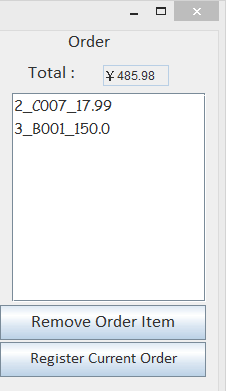 Order
Total :
￥485.98
2_C007_17.99
3_B001_150.0
Remove Order Item
Register Current Order